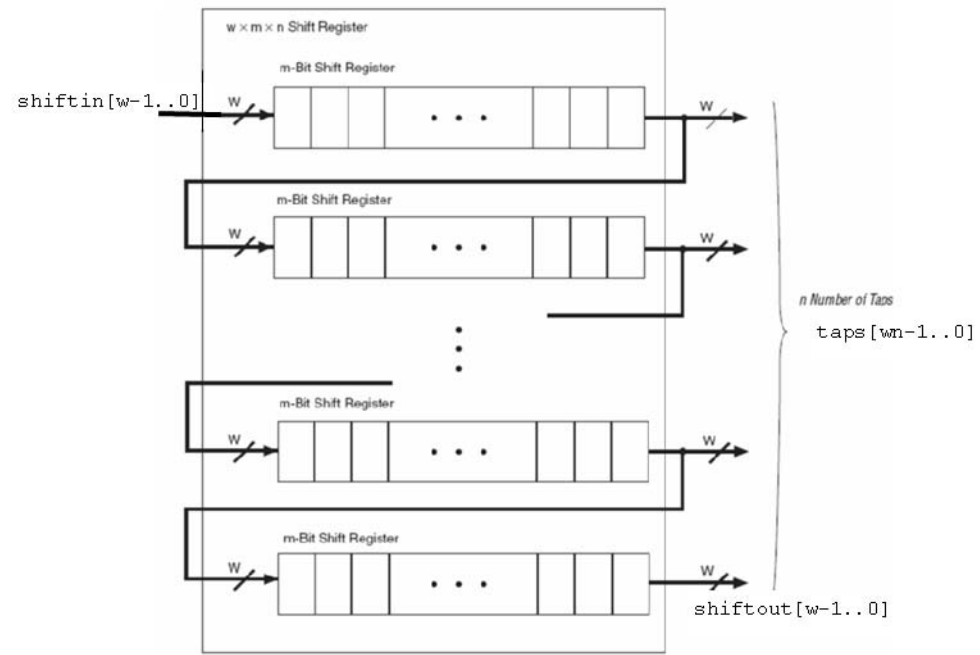 w × m × n Shift Register
m-Bit Shift Register
shiftin[w-1..0]
W
W
m-Bit Shift Register
W
W
n Number of Taps
taps[wn-1..0]
m-Bit Shift Register
W
W
m-Bit Shift Register
W
W
shiftout[w-1..0]